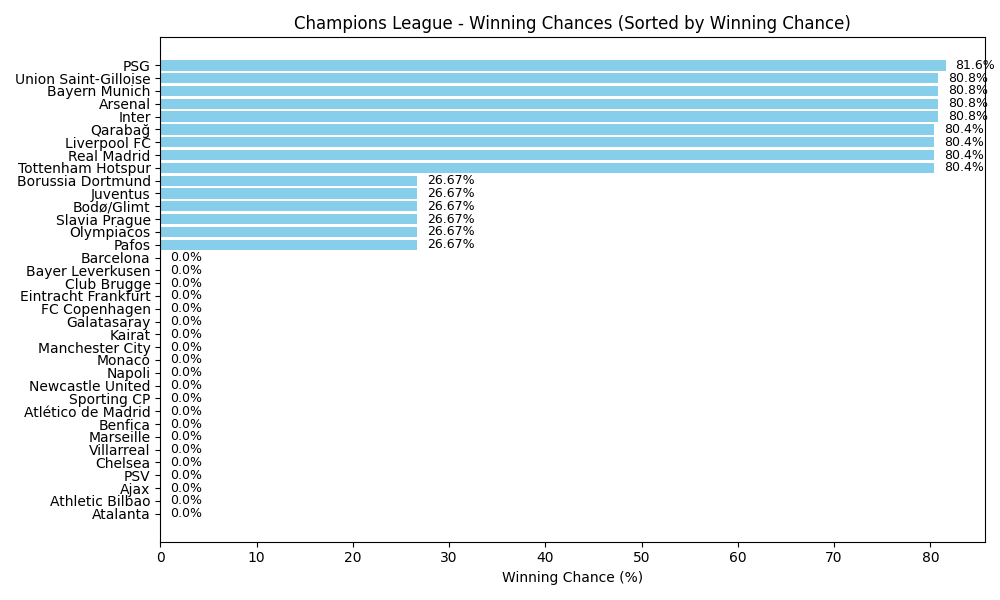 Champions League - Winning Chances (Sorted by Winning Chance)
PSG 81.6%
Union Saint-Gilloise 80.8%
Bayern Munich 80.8%
Arsenal 80.8%
Inter 80.8%
Qarabağ 80.4%
Liverpool FC 80.4%
Real Madrid 80.4%
Tottenham Hotspur 80.4%
Borussia Dortmund 26.67%
Juventus 26.67%
Bodø/Glimt 26.67%
Slavia Prague 26.67%
Olympiacos 26.67%
Pafos 26.67%
Barcelona 0.0%
Bayer Leverkusen 0.0%
Club Brugge 0.0%
Eintracht Frankfurt 0.0%
FC Copenhagen 0.0%
Galatasaray 0.0%
Kairat 0.0%
Manchester City 0.0%
Monaco 0.0%
Napoli 0.0%
Newcastle United 0.0%
Sporting CP 0.0%
Atlético de Madrid 0.0%
Benfica 0.0%
Marseille 0.0%
Villarreal 0.0%
Chelsea 0.0%
PSV 0.0%
Ajax 0.0%
Athletic Bilbao 0.0%
Atalanta 0.0%
0 10 20 30 40 50 60 70 80
Winning Chance (%)